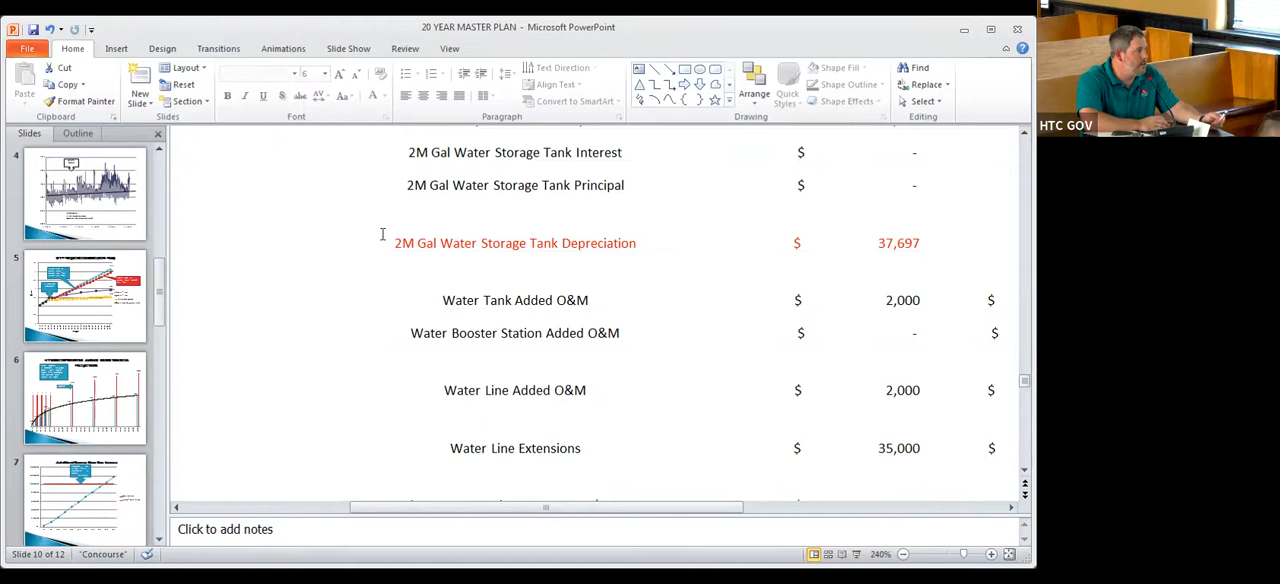 20 YEAR MASTER PLAN - Microsoft PowerPoint
File Home Insert Design Transitions Animations Slide Show Review View
Paste Cut Copy Format Painter
Clipboard
New Slide Layout Reset Section
Slides
6
B I U S abc AV Aa A
Font
Text Direction
Align Text
Convert to SmartArt
Paragraph
Arrange Quick Styles
Shape Fill
Shape Outline
Shape Effects
Drawing
Find
Replace
Select
Editing
HTC GOV
Slides Outline
4
5
6
7
2M Gal Water Storage Tank Interest $ -
2M Gal Water Storage Tank Principal $ -
2M Gal Water Storage Tank Depreciation $ 37,697
Water Tank Added O&M $ 2,000 $
Water Booster Station Added O&M $ - $
Water Line Added O&M $ 2,000 $
Water Line Extensions $ 35,000 $
Click to add notes
Slide 10 of 12 "Concourse" 240%